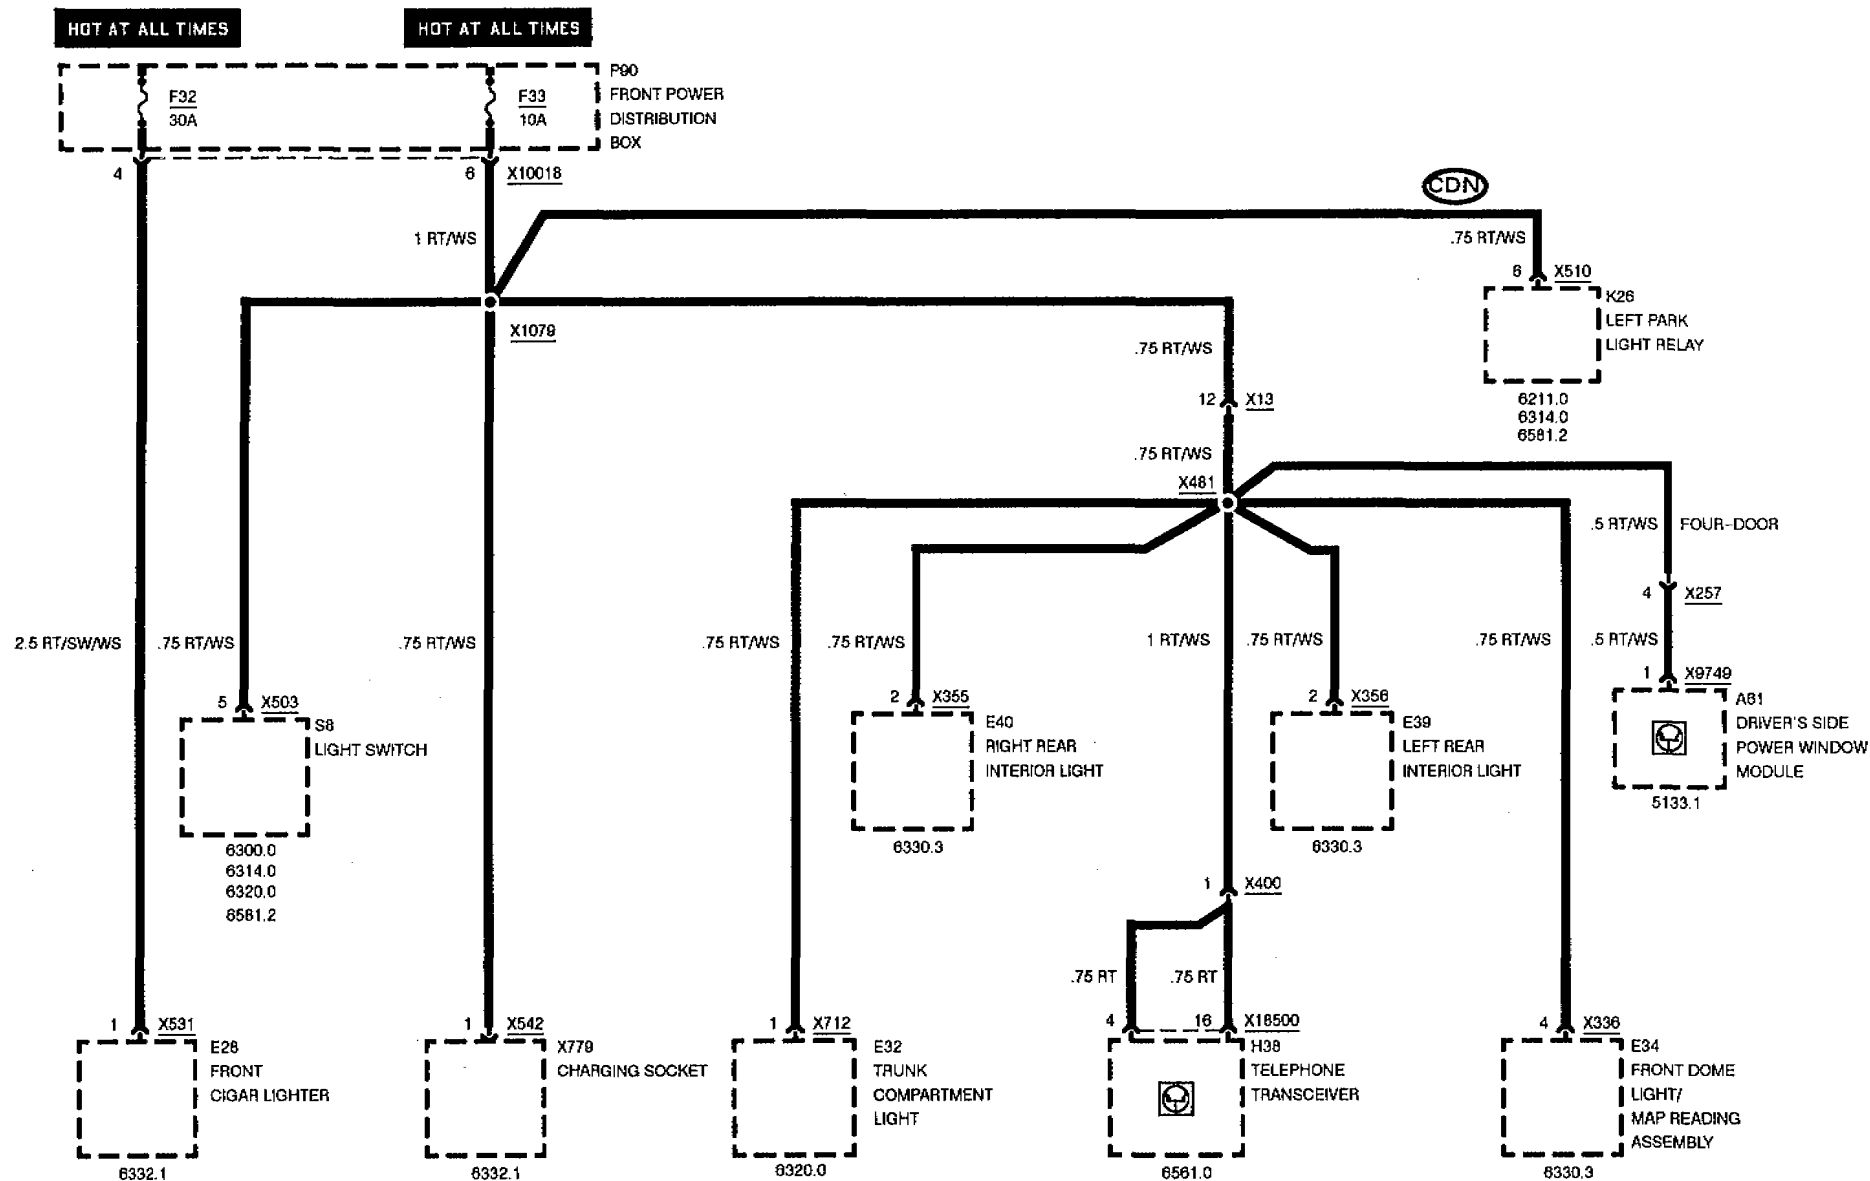 HOT AT ALL TIMES
HOT AT ALL TIMES
P90
FRONT POWER
DISTRIBUTION
BOX
F32
30A
F33
10A
4
6
X10018
CDN
1 RT/WS
.75 RT/WS
6
X510
K26
LEFT PARK
LIGHT RELAY
6211.0
6314.0
6581.2
X1079
.75 RT/WS
12
X13
.75 RT/WS
X481
.5 RT/WS
FOUR-DOOR
4
X257
2.5 RT/SW/WS
.75 RT/WS
.75 RT/WS
.75 RT/WS
.75 RT/WS
1 RT/WS
.75 RT/WS
.75 RT/WS
.5 RT/WS
5
X503
S8
LIGHT SWITCH
6300.0
6314.0
6320.0
6581.2
2
X355
E40
RIGHT REAR
INTERIOR LIGHT
6330.3
2
X356
E39
LEFT REAR
INTERIOR LIGHT
6330.3
1
X9749
A61
DRIVER'S SIDE
POWER WINDOW
MODULE
5133.1
1
X400
.75 RT
.75 RT
1
X531
E28
FRONT
CIGAR LIGHTER
6332.1
1
X542
X779
CHARGING SOCKET
6332.1
1
X712
E32
TRUNK
COMPARTMENT
LIGHT
6320.0
4
16
X18500
H38
TELEPHONE
TRANSCEIVER
6561.0
4
X336
E34
FRONT DOME
LIGHT/
MAP READING
ASSEMBLY
6330.3